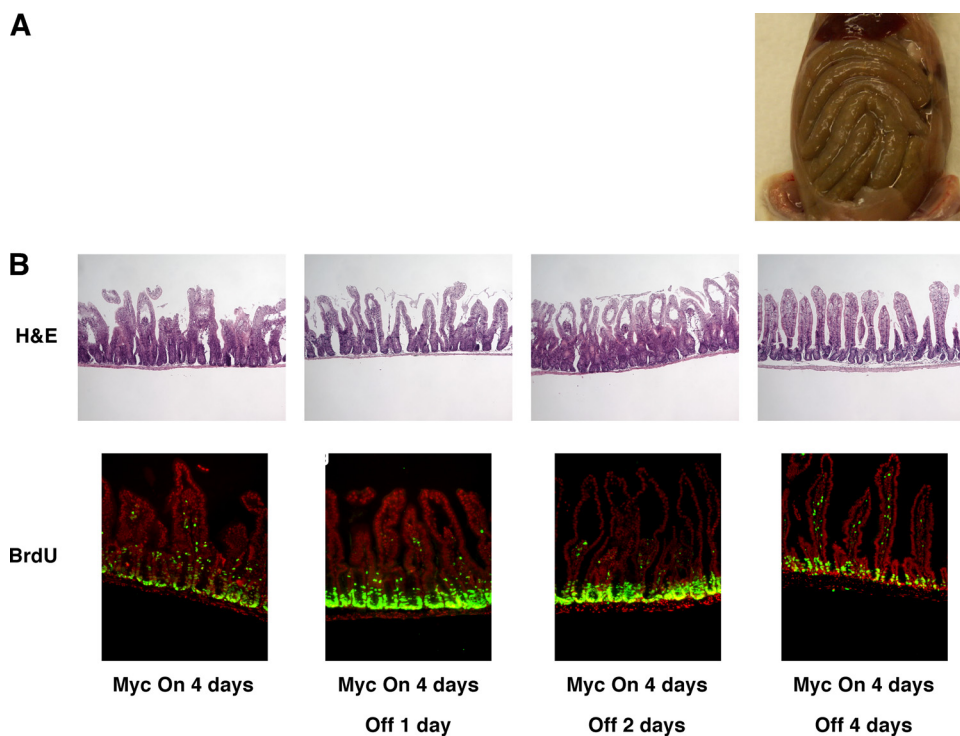 A
B
H&E
BrdU
Myc On 4 days
Myc On 4 days
Myc On 4 days
Myc On 4 days
Off 1 day
Off 2 days
Off 4 days